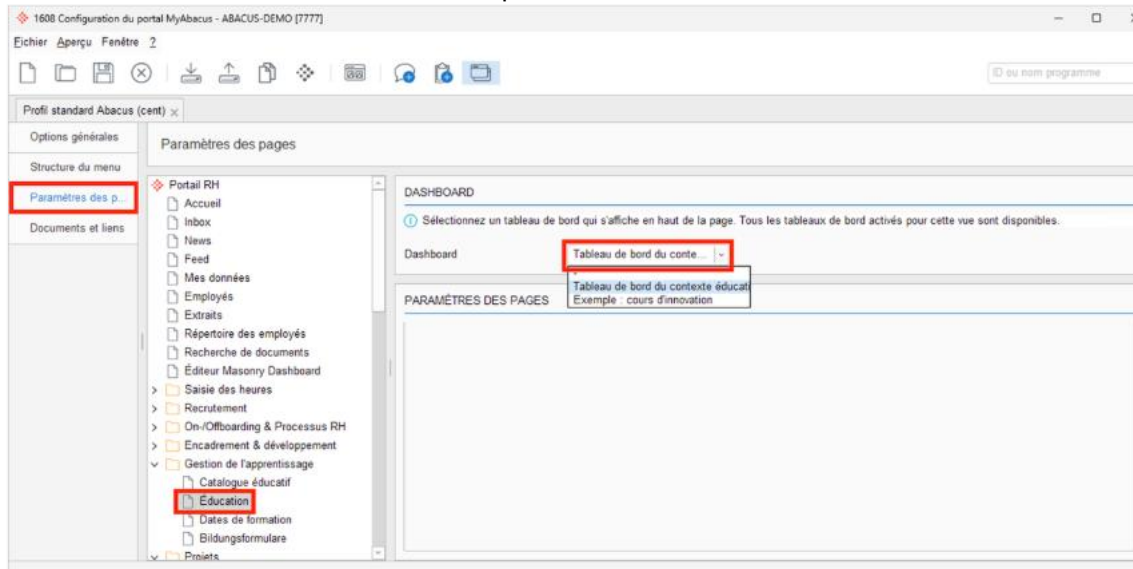 1608 Configuration du portal MyAbacus - ABACUS-DEMO [7777]
Fichier Aperçu Fenêtre ?
ID ou nom programme
Profil standard Abacus (cent)
Options générales
Structure du menu
Paramètres des p...
Documents et liens
Paramètres des pages
Portail RH
Accueil
Inbox
News
Feed
Mes données
Employés
Extraits
Répertoire des employés
Recherche de documents
Éditeur Masonry Dashboard
Saisie des heures
Recrutement
On-/Offboarding & Processus RH
Encadrement & développement
Gestion de l'apprentissage
Catalogue éducatif
Éducation
Dates de formation
Bildungsformulare
Projets
DASHBOARD
Sélectionnez un tableau de bord qui s'affiche en haut de la page. Tous les tableaux de bord activés pour cette vue sont disponibles.
Dashboard
Tableau de bord du conte...
Tableau de bord du contexte éducati
Exemple : cours d'innovation
PARAMÈTRES DES PAGES